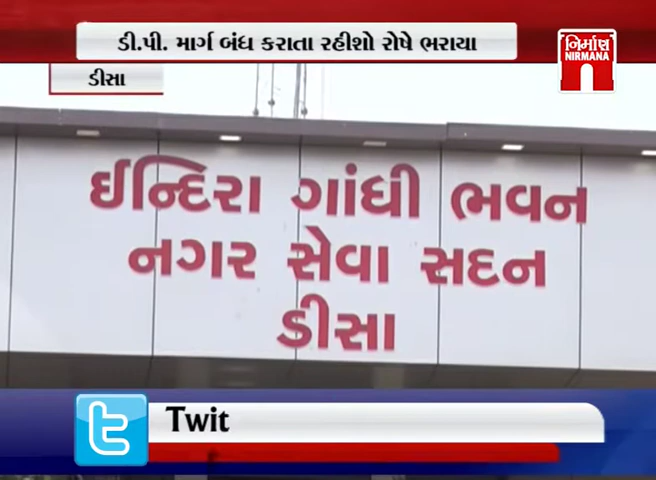 ડી.પી. માર્ગ બંધ કરાતા રહીશો રોષે ભરાયા
નિર્માણ
NIRMANA
ડીસા
ઈન્દિરા ગાંધી ભવન
નગર સેવા સદન
ડીસા
Twit